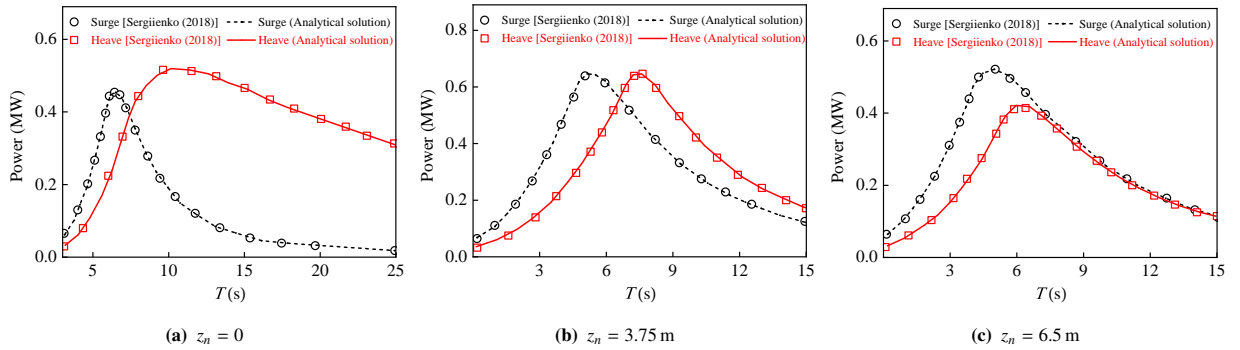 Surge [Sergiienko (2018)] Surge (Analytical solution)
Heave [Sergiienko (2018)] Heave (Analytical solution)
Power (MW)
0.6
0.4
0.2
0.0
5 10 15 20 25
T (s)
(a) z_n = 0
Surge [Sergiienko (2018)] Surge (Analytical solution)
Heave [Sergiienko (2018)] Heave (Analytical solution)
Power (MW)
0.8
0.6
0.4
0.2
0.0
3 6 9 12 15
T (s)
(b) z_n = 3.75 m
Surge [Sergiienko (2018)] Surge (Analytical solution)
Heave [Sergiienko (2018)] Heave (Analytical solution)
Power (MW)
0.6
0.4
0.2
0.0
3 6 9 12 15
T (s)
(c) z_n = 6.5 m